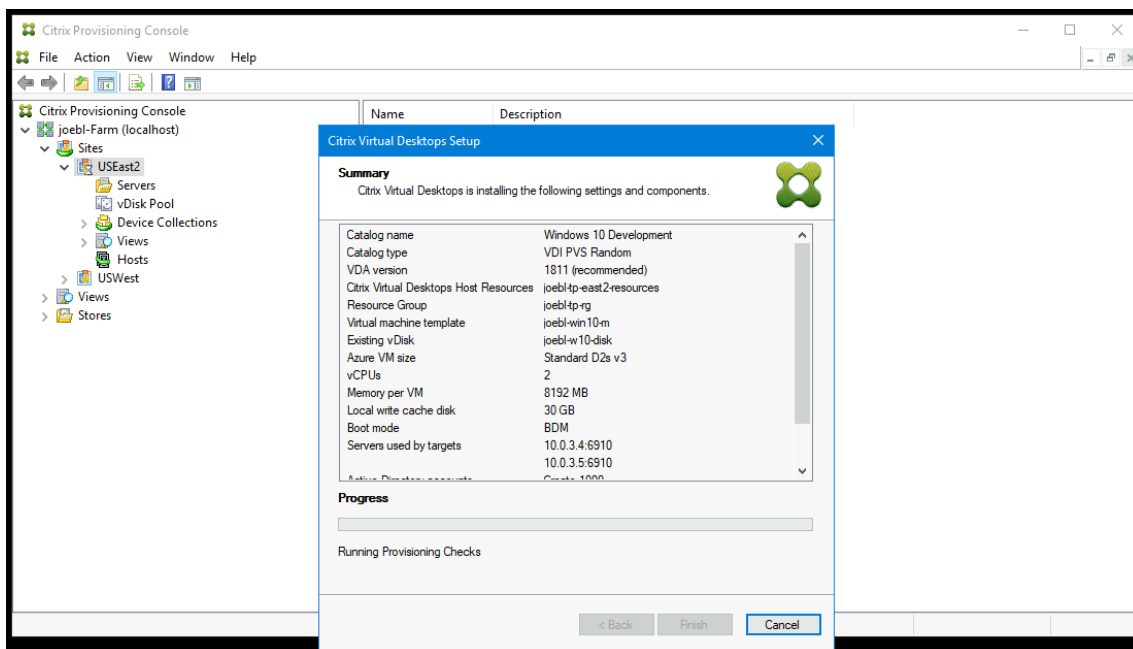 Citrix Provisioning Console
File Action View Window Help
Citrix Provisioning Console
joebl-Farm (localhost)
Sites
USEast2
Servers
vDisk Pool
Device Collections
Views
Hosts
USWest
Views
Stores
Name Description
Citrix Virtual Desktops Setup
Summary
Citrix Virtual Desktops is installing the following settings and components.
Catalog name Windows 10 Development
Catalog type VDI PVS Random
VDA version 1811 (recommended)
Citrix Virtual Desktops Host Resources joebl-tp-east2-resources
Resource Group joebl-tp-rg
Virtual machine template joebl-win10-m
Existing vDisk joebl-w10-disk
Azure VM size Standard D2s v3
vCPUs 2
Memory per VM 8192 MB
Local write cache disk 30 GB
Boot mode BDM
Servers used by targets 10.0.3.4:6910
10.0.3.5:6910
Active Directory accounts Create 1000
Progress
Running Provisioning Checks
< Back Finish Cancel